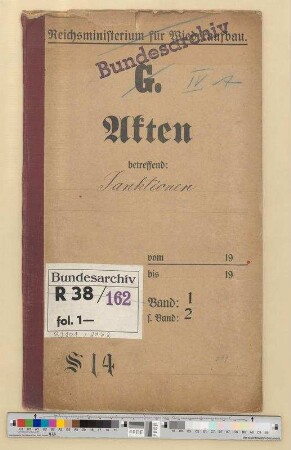 Reichsministerium für Wiederaufbau.
Bundesarchiv
G. IV A
Akten
betreffend:
Sanktionen
vom 19
bis 19
Band: 1
f. Band: 2
Bundesarchiv
R 38/162
fol. 1—
§ 14